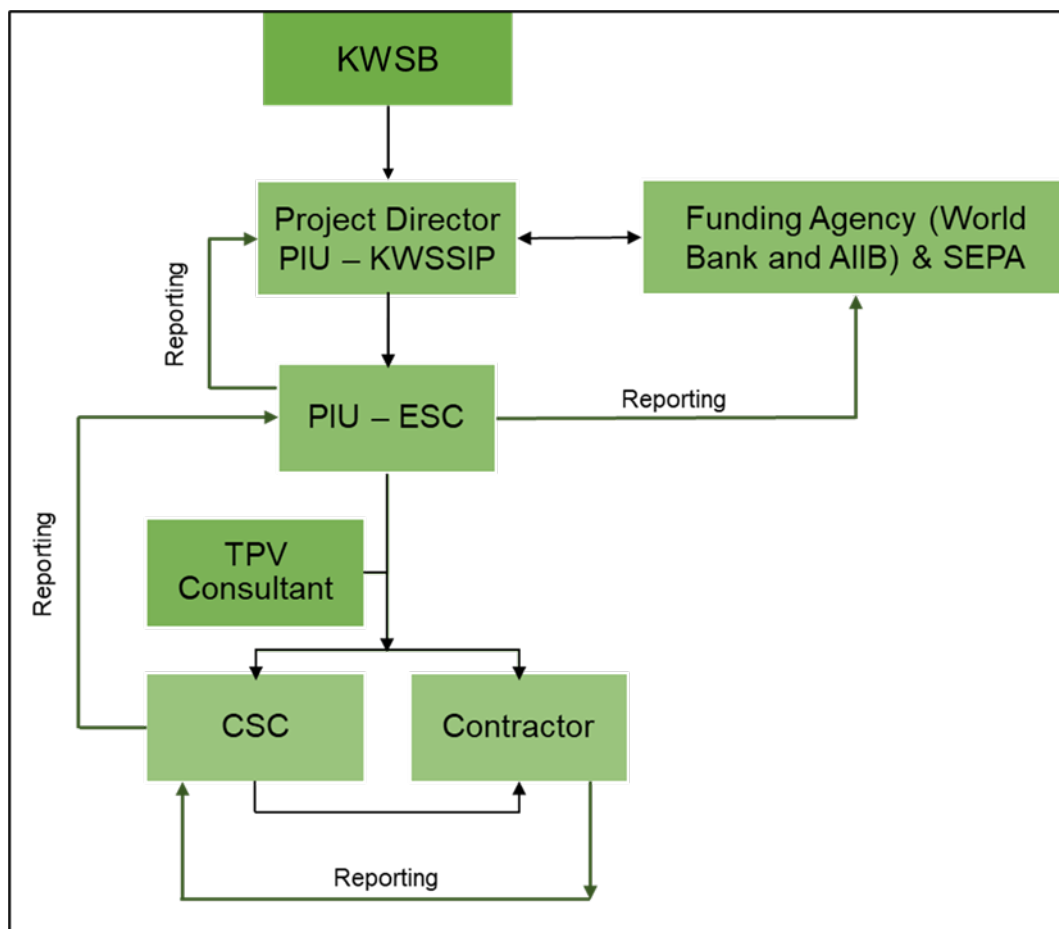 KWSB
Project Director
PIU – KWSSIP
Funding Agency (World
Bank and AIIB) & SEPA
Reporting
PIU – ESC
Reporting
TPV
Consultant
Reporting
CSC
Contractor
Reporting